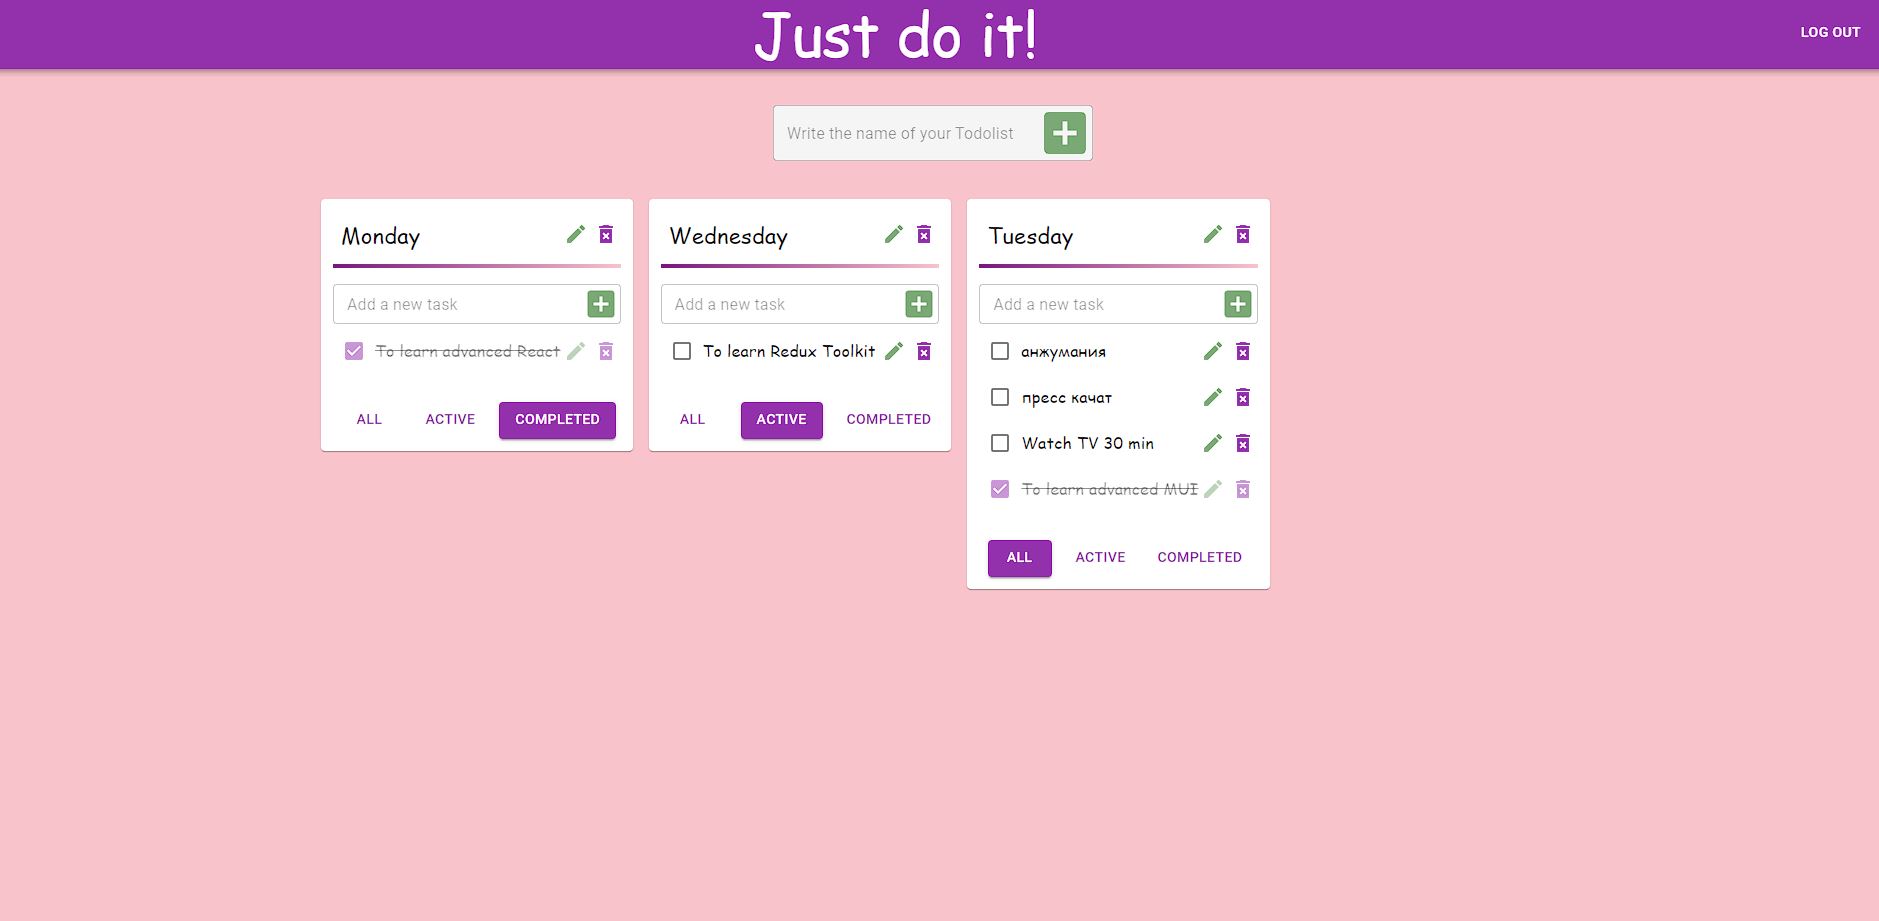 Just do it!
LOG OUT
Write the name of your Todolist
Monday
Add a new task
To learn advanced React
ALL ACTIVE COMPLETED
Wednesday
Add a new task
To learn Redux Toolkit
ALL ACTIVE COMPLETED
Tuesday
Add a new task
анжумания
пресс качат
Watch TV 30 min
To learn advanced MUI
ALL ACTIVE COMPLETED